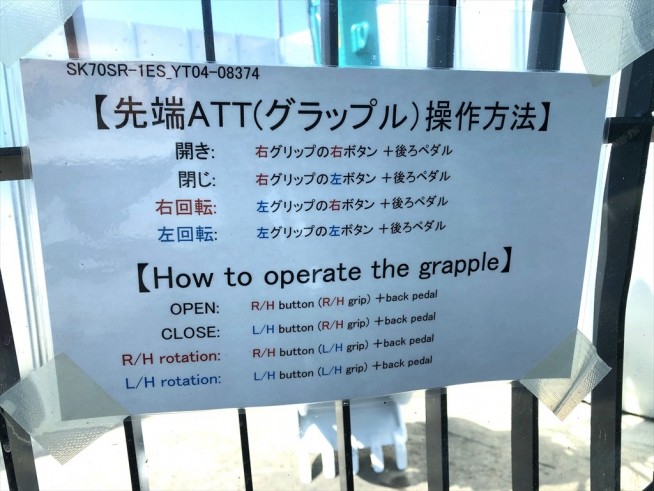 SK70SR-1ES_YT04-08374
【先端ATT(グラップル)操作方法】
開き: 右グリップの右ボタン +後ろペダル
閉じ: 右グリップの左ボタン +後ろペダル
右回転: 左グリップの右ボタン +後ろペダル
左回転: 左グリップの左ボタン +後ろペダル
【How to operate the grapple】
OPEN: R/H button (R/H grip) +back pedal
CLOSE: L/H button (R/H grip) +back pedal
R/H rotation: R/H button (L/H grip) +back pedal
L/H rotation: L/H button (L/H grip) +back pedal